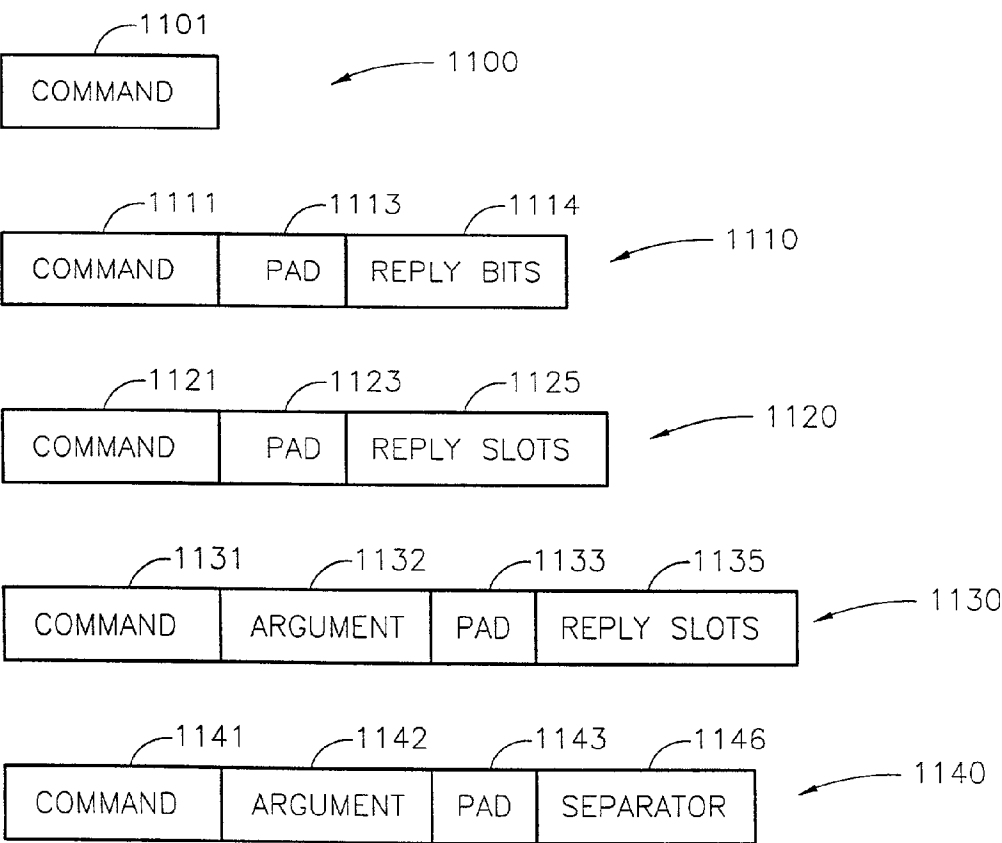 1101
COMMAND
1100
1111 1113 1114
COMMAND PAD REPLY BITS
1110
1121 1123 1125
COMMAND PAD REPLY SLOTS
1120
1131 1132 1133 1135
COMMAND ARGUMENT PAD REPLY SLOTS
1130
1141 1142 1143 1146
COMMAND ARGUMENT PAD SEPARATOR
1140